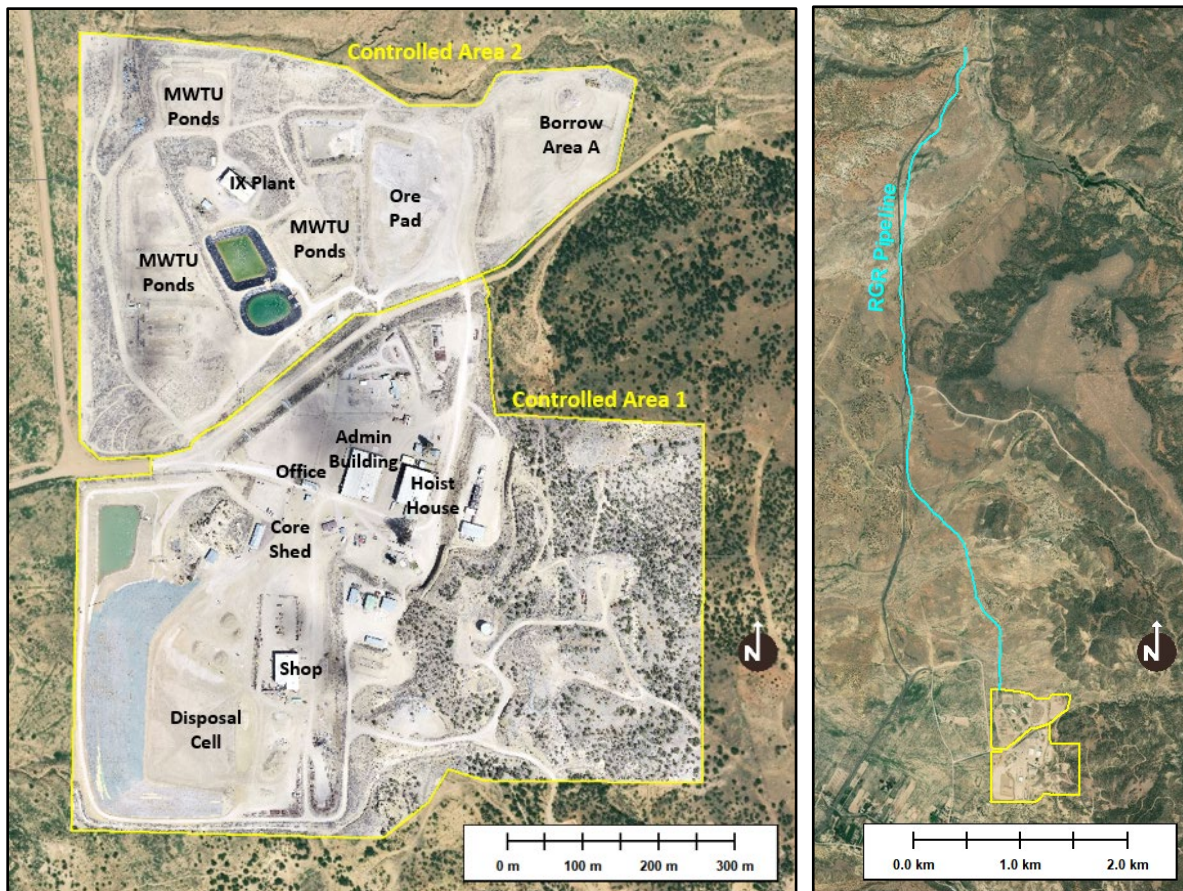 Controlled Area 2
MWTU
Ponds
Borrow
Area A
IX Plant
Ore
Pad
MWTU
Ponds
MWTU
Ponds
Controlled Area 1
Admin
Building
Office
Hoist
House
Core
Shed
Shop
Disposal
Cell
N
0 m 100 m 200 m 300 m
RGR Pipeline
N
0.0 km 1.0 km 2.0 km